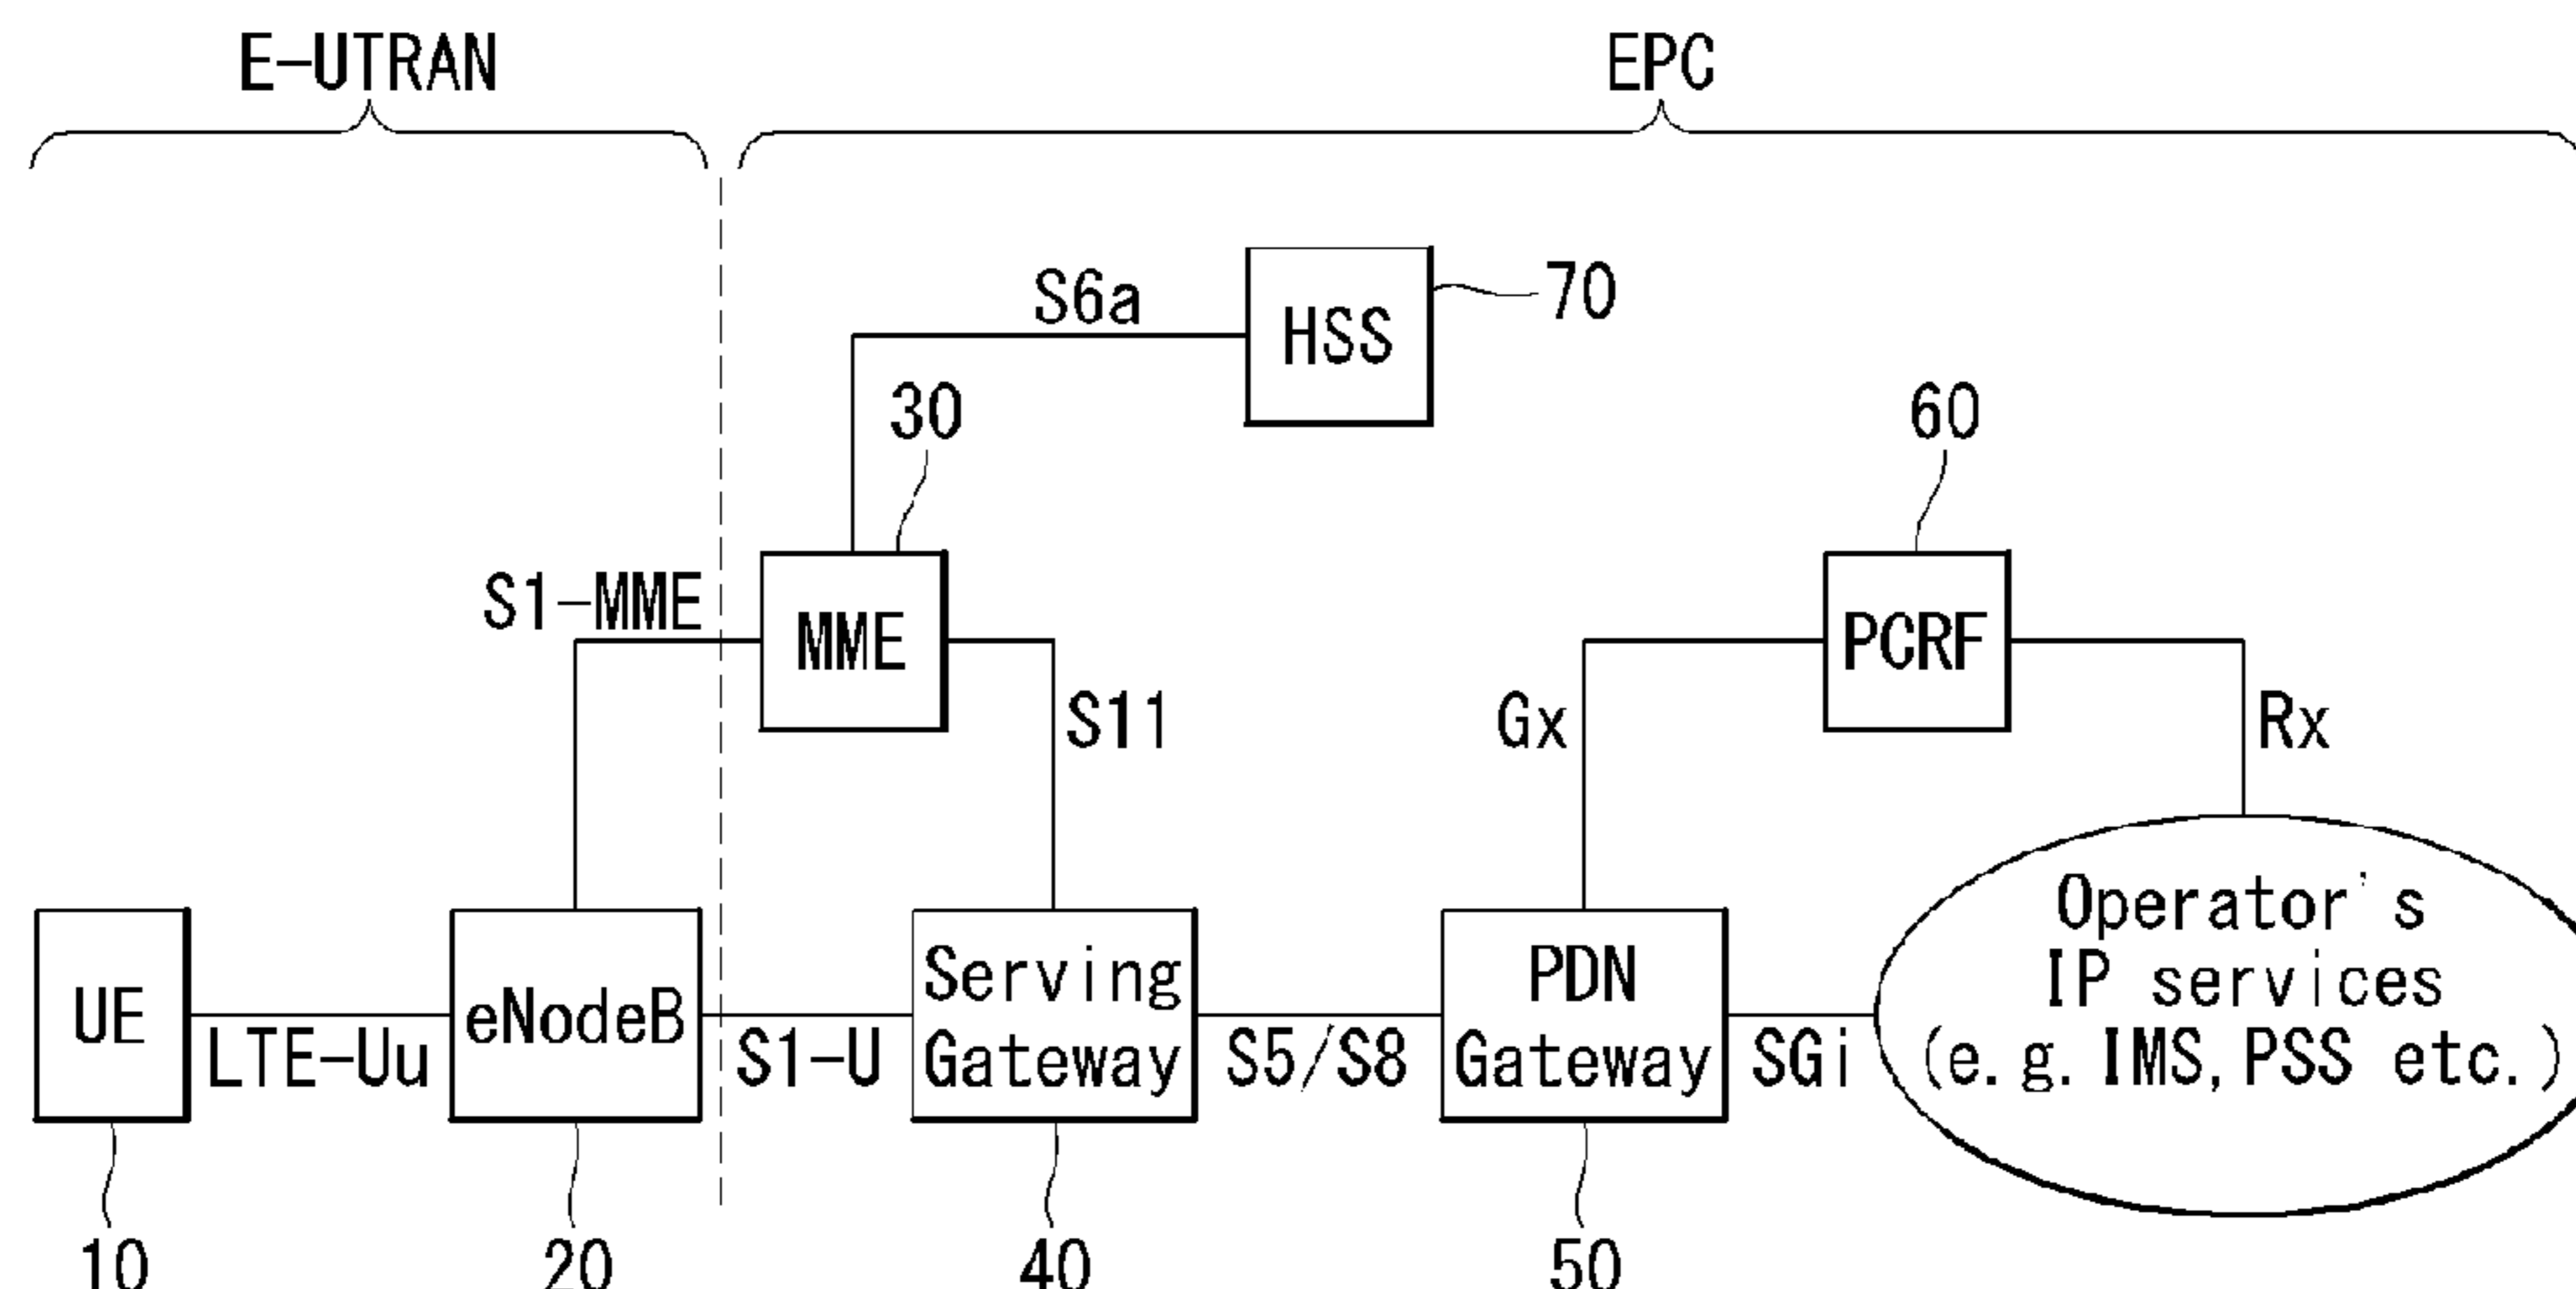 E-UTRAN
EPC
S6a
HSS
70
30
60
S1-MME
MME
S11
Gx
PCRF
Rx
UE
LTE-Uu
eNodeB
S1-U
Serving
Gateway
S5/S8
PDN
Gateway
SGi
Operator's
IP services
(e.g. IMS, PSS etc.)
10
20
40
50